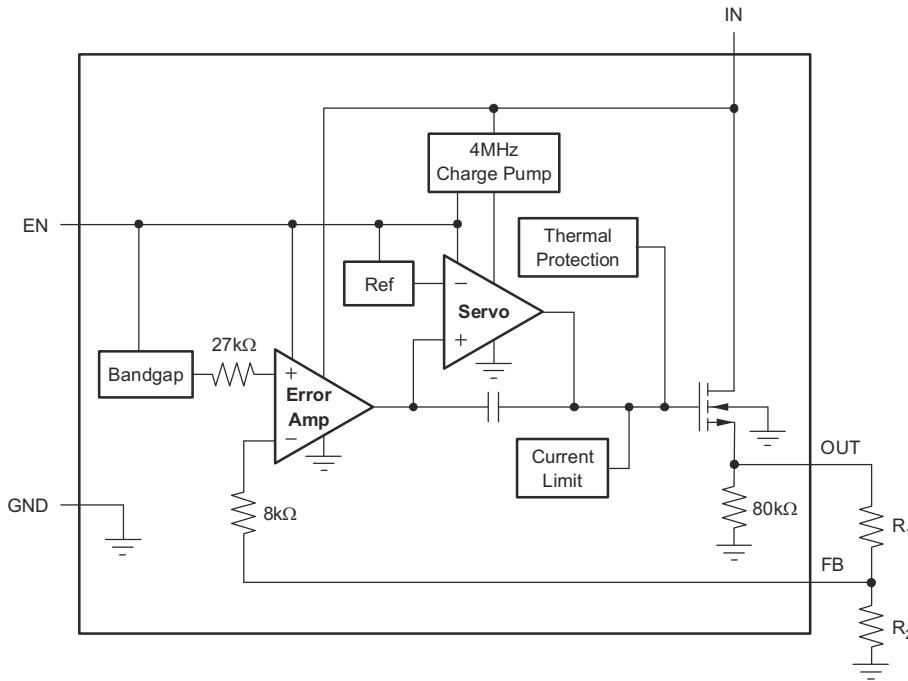 IN
4MHz
Charge Pump
EN
Thermal
Protection
Ref
−
Servo
+
27kΩ
Bandgap
+
Error
Amp
−
Current
Limit
OUT
GND
8kΩ
80kΩ
FB